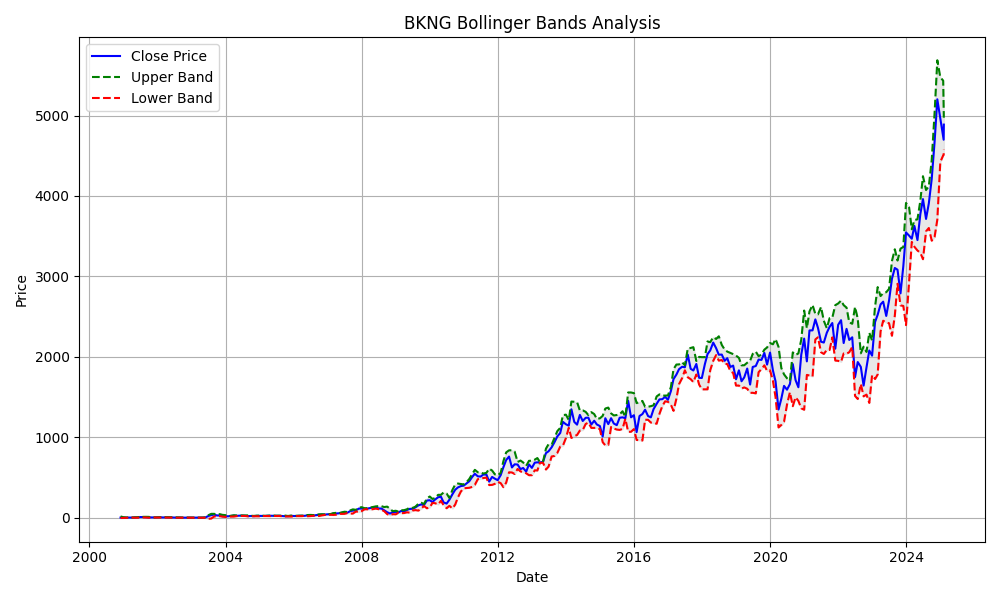 BKNG Bollinger Bands Analysis
Close Price
Upper Band
Lower Band
Price
5000
4000
3000
2000
1000
0
2000
2004
2008
2012
2016
2020
2024
Date